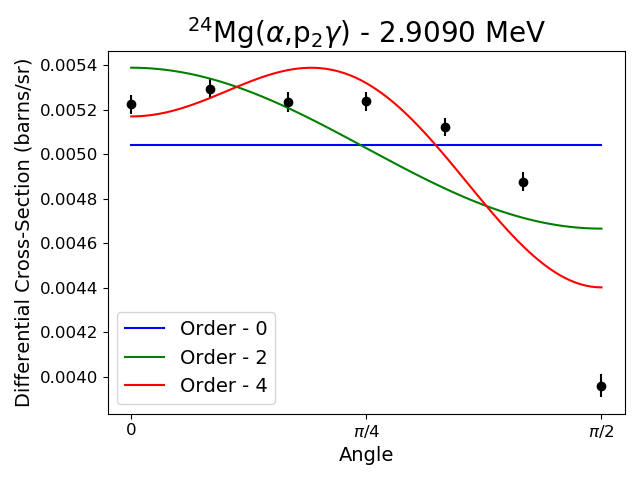 ²⁴Mg(α,p₂γ) - 2.9090 MeV
Differential Cross-Section (barns/sr)
0.0054
0.0052
0.0050
0.0048
0.0046
0.0044
0.0042
0.0040
Order - 0
Order - 2
Order - 4
0
π/4
π/2
Angle